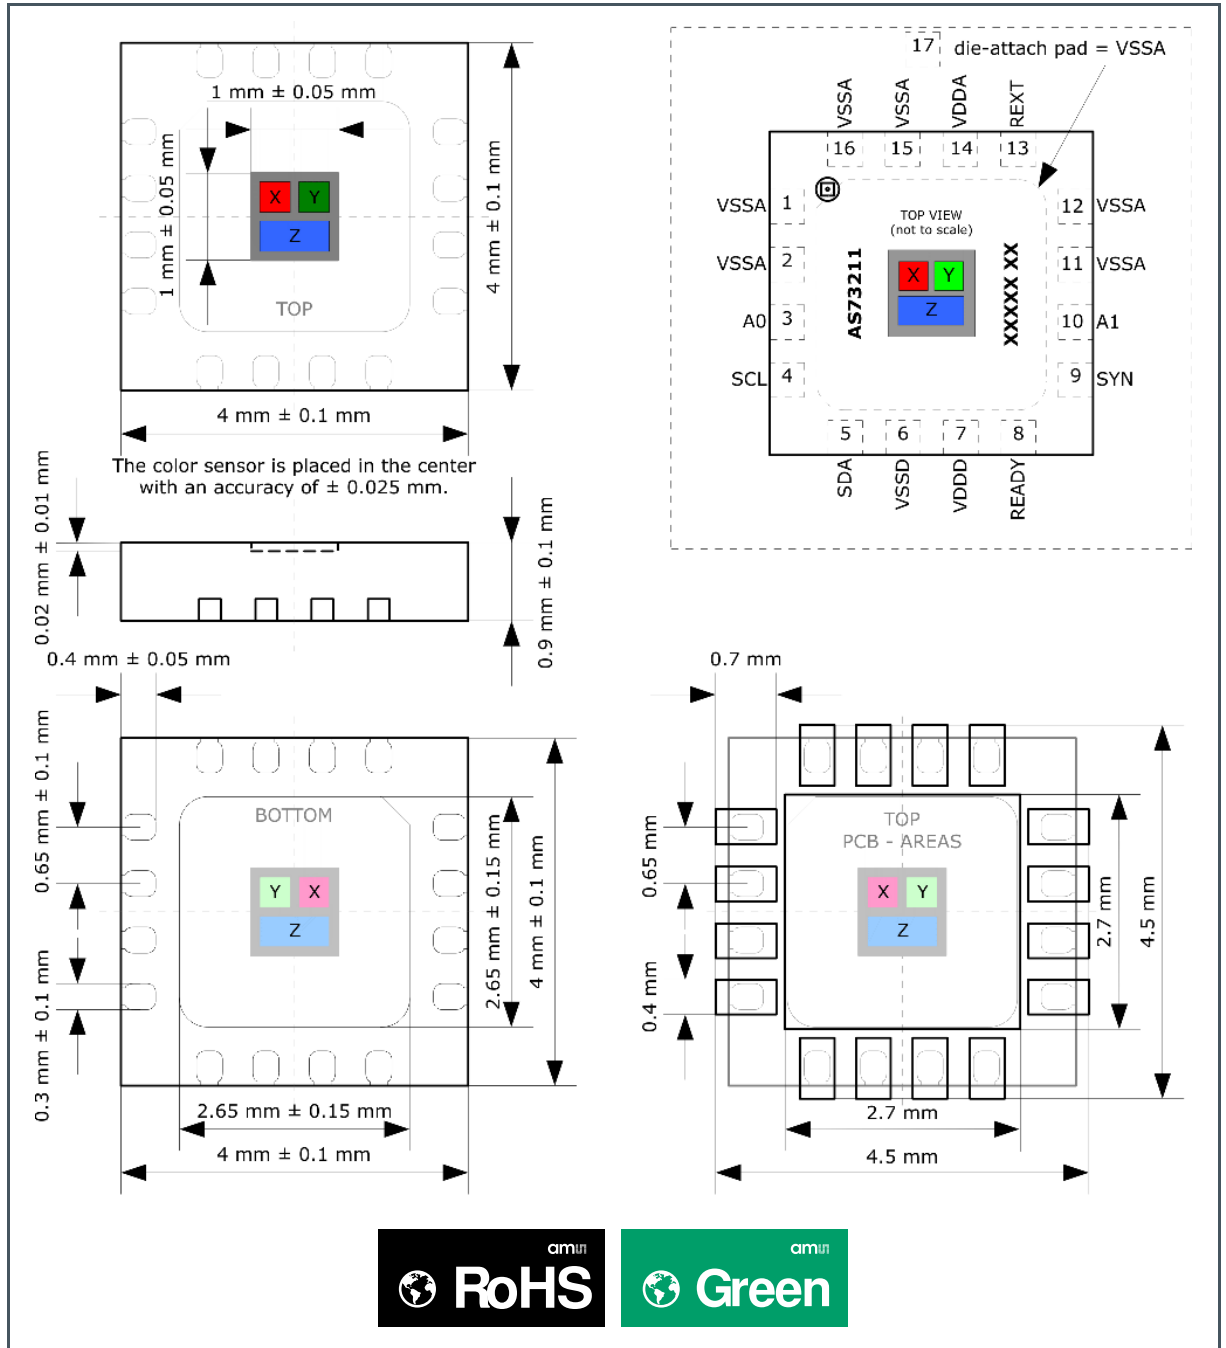 1 mm ± 0.05 mm
1 mm ± 0.05 mm
X
Y
Z
TOP
4 mm ± 0.1 mm
4 mm ± 0.1 mm
The color sensor is placed in the center
with an accuracy of ± 0.025 mm.
17 die-attach pad = VSSA
VSSA
VSSA
VDDA
REXT
16
15
14
13
VSSA 1
VSSA 2
A0 3
SCL 4
12 VSSA
11 VSSA
10 A1
9 SYN
TOP VIEW
(not to scale)
AS73211
X
Y
Z
XXXXX XX
5
6
7
8
SDA
VSSD
VDDD
READY
0.02 mm ± 0.01 mm
0.9 mm ± 0.1 mm
0.4 mm ± 0.05 mm
0.65 mm ± 0.1 mm
0.3 mm ± 0.1 mm
BOTTOM
Y
X
Z
2.65 mm ± 0.15 mm
4 mm ± 0.1 mm
2.65 mm ± 0.15 mm
4 mm ± 0.1 mm
0.7 mm
0.65 mm
0.4 mm
TOP
PCB - AREAS
X
Y
Z
2.7 mm
4.5 mm
2.7 mm
4.5 mm
am
RoHS
am
Green